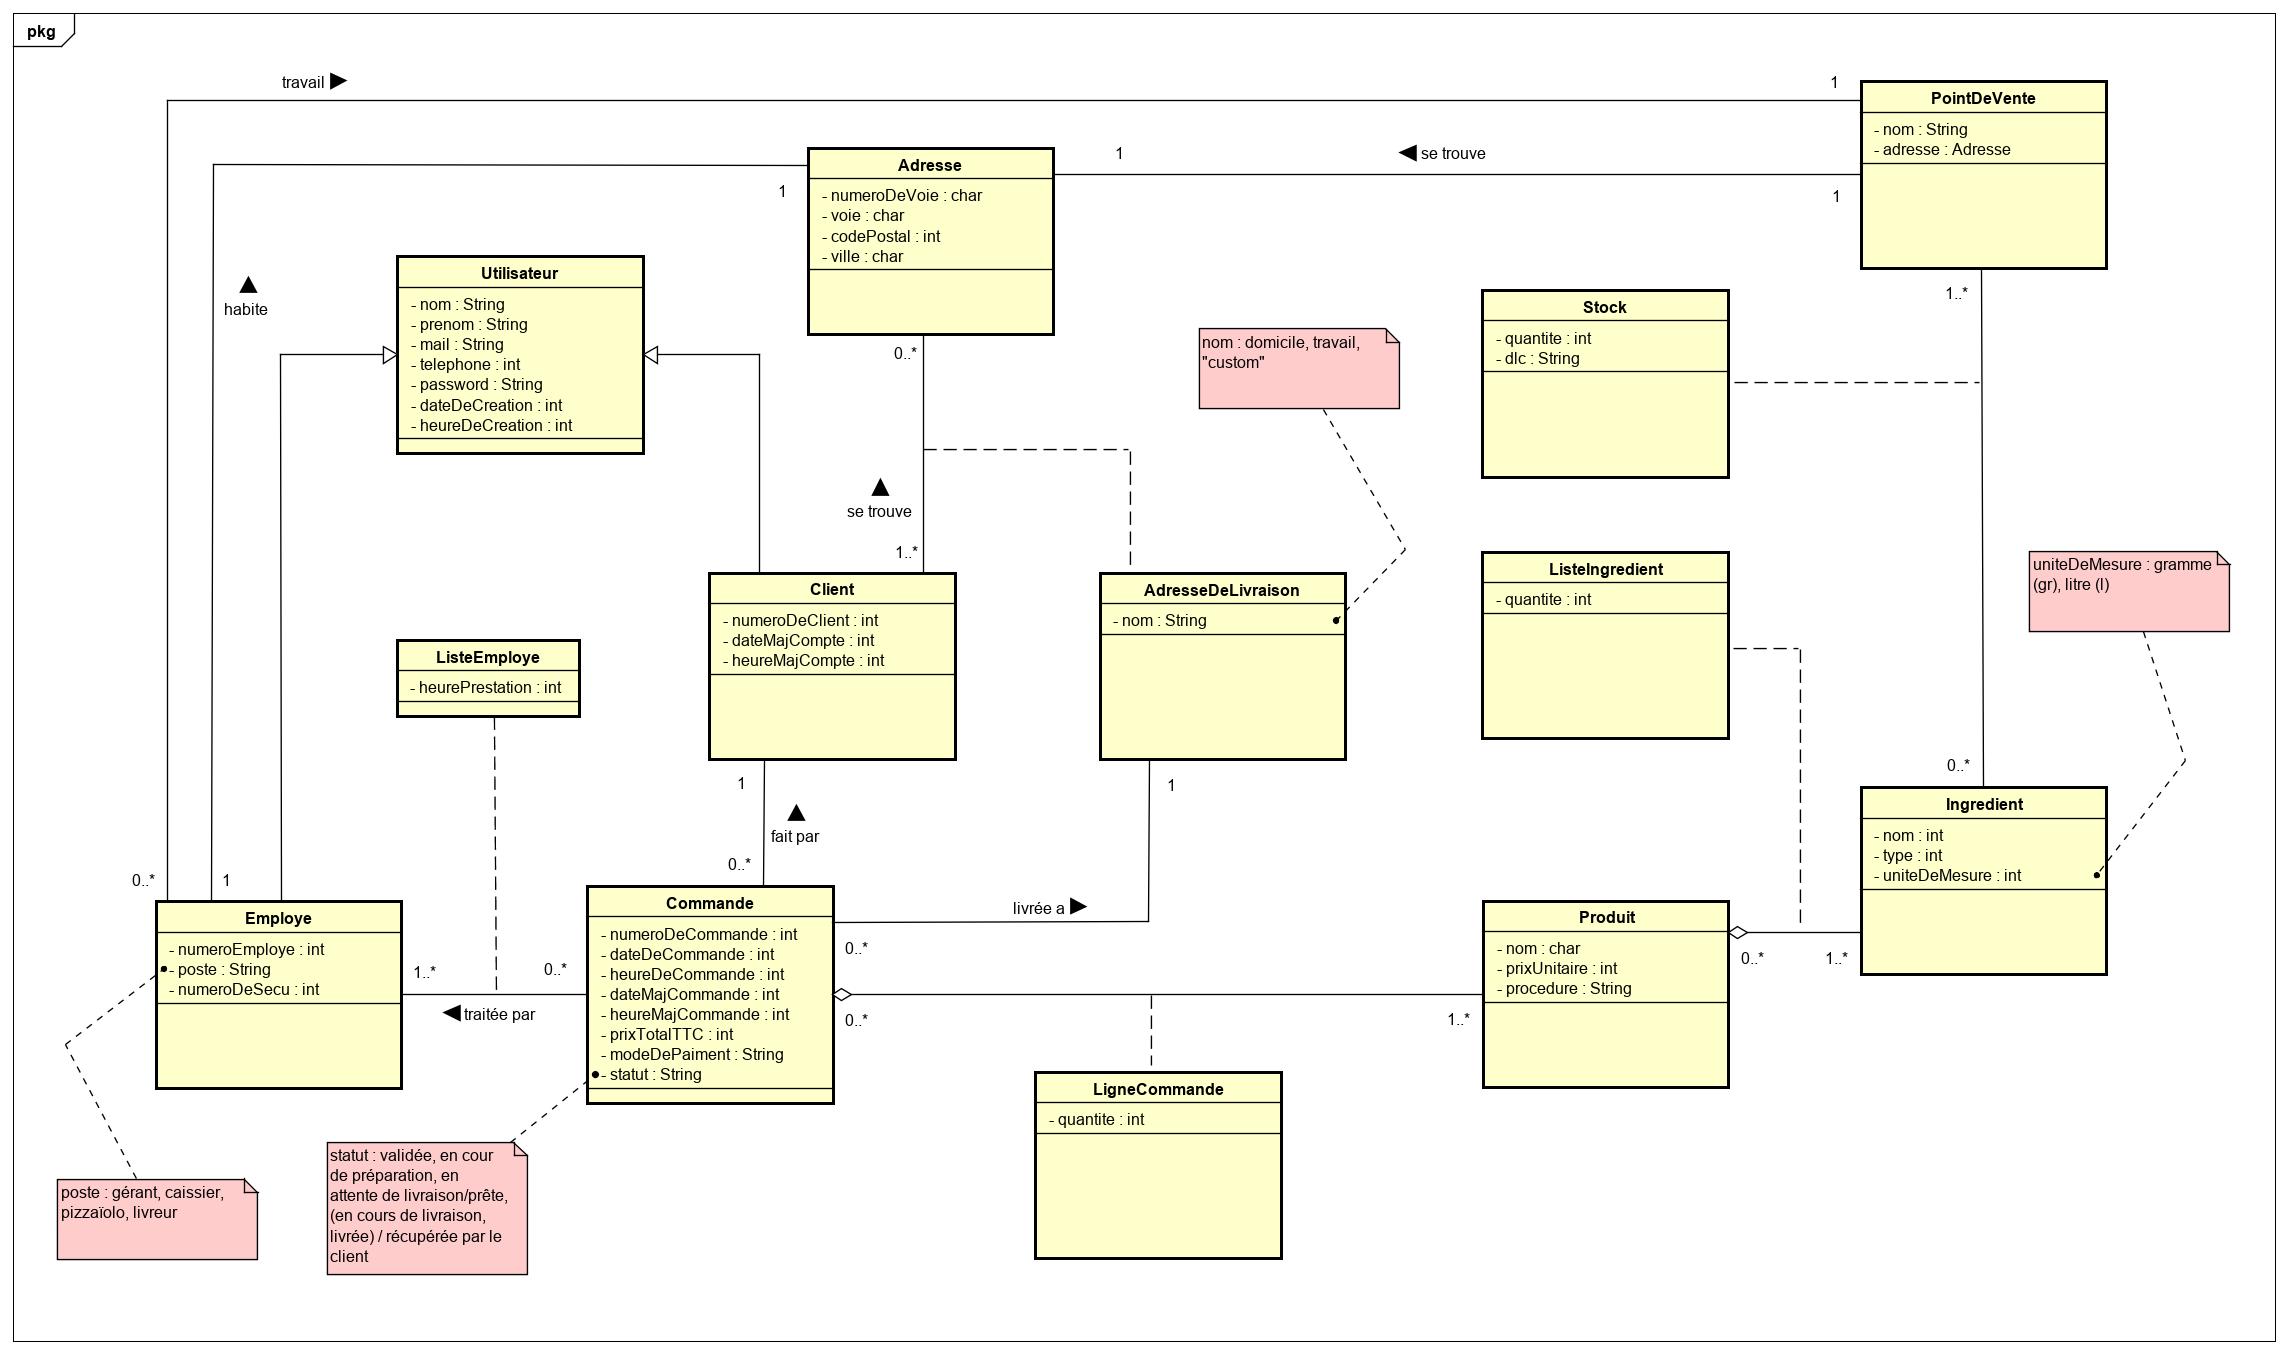 pkg
travail
1
PointDeVente
- nom : String
- adresse : Adresse
1
se trouve
1
Adresse
- numeroDeVoie : char
- voie : char
- codePostal : int
- ville : char
1
habite
Utilisateur
- nom : String
- prenom : String
- mail : String
- telephone : int
- password : String
- dateDeCreation : int
- heureDeCreation : int
0..*
se trouve
1..*
nom : domicile, travail,
"custom"
1..*
Stock
- quantite : int
- dlc : String
ListeIngredient
- quantite : int
uniteDeMesure : gramme
(gr), litre (l)
Client
- numeroDeClient : int
- dateMajCompte : int
- heureMajCompte : int
AdresseDeLivraison
- nom : String
ListeEmploye
- heurePrestation : int
1
fait par
0..*
1
livrée a
0..*
0..*
Ingredient
- nom : int
- type : int
- uniteDeMesure : int
0..*
1
Employe
- numeroEmploye : int
- poste : String
- numeroDeSecu : int
1..*
0..*
traitée par
Commande
- numeroDeCommande : int
- dateDeCommande : int
- heureDeCommande : int
- dateMajCommande : int
- heureMajCommande : int
- prixTotalTTC : int
- modeDePaiment : String
- statut : String
0..*
1..*
Produit
- nom : char
- prixUnitaire : int
- procedure : String
0..*
1..*
LigneCommande
- quantite : int
poste : gérant, caissier,
pizzaïolo, livreur
statut : validée, en cour
de préparation, en
attente de livraison/prête,
(en cours de livraison,
livrée) / récupérée par le
client